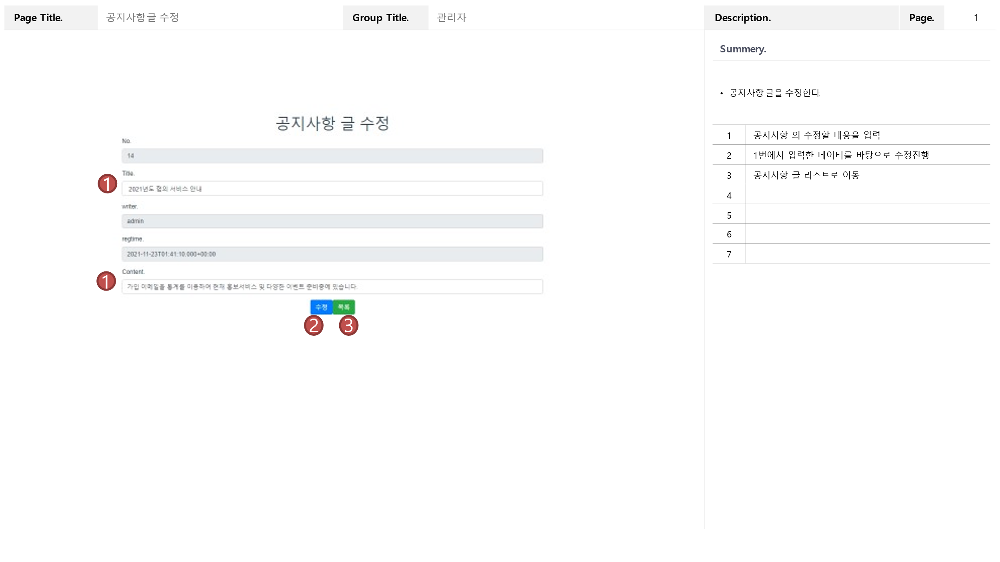 Page Title.
공지사항글 수정
Group Title.
관리자
Description.
Page.
1
Summery.
• 공지사항 글을 수정한다.
공지사항 글 수정
No.
14
Title.
1
2021년도 협의 서비스 안내
writer.
admin
regtime.
2021-11-23T01:41:10.000+00:00
Content.
1
가입 이메일을 통계를 이용하여 현재 홍보서비스 및 다양한 이벤트 준비중에 있습니다.
수정 목록
2 3
1 공지사항 의 수정할 내용을 입력
2 1번에서 입력한 데이터를 바탕으로 수정진행
3 공지사항 글 리스트로 이동
4
5
6
7